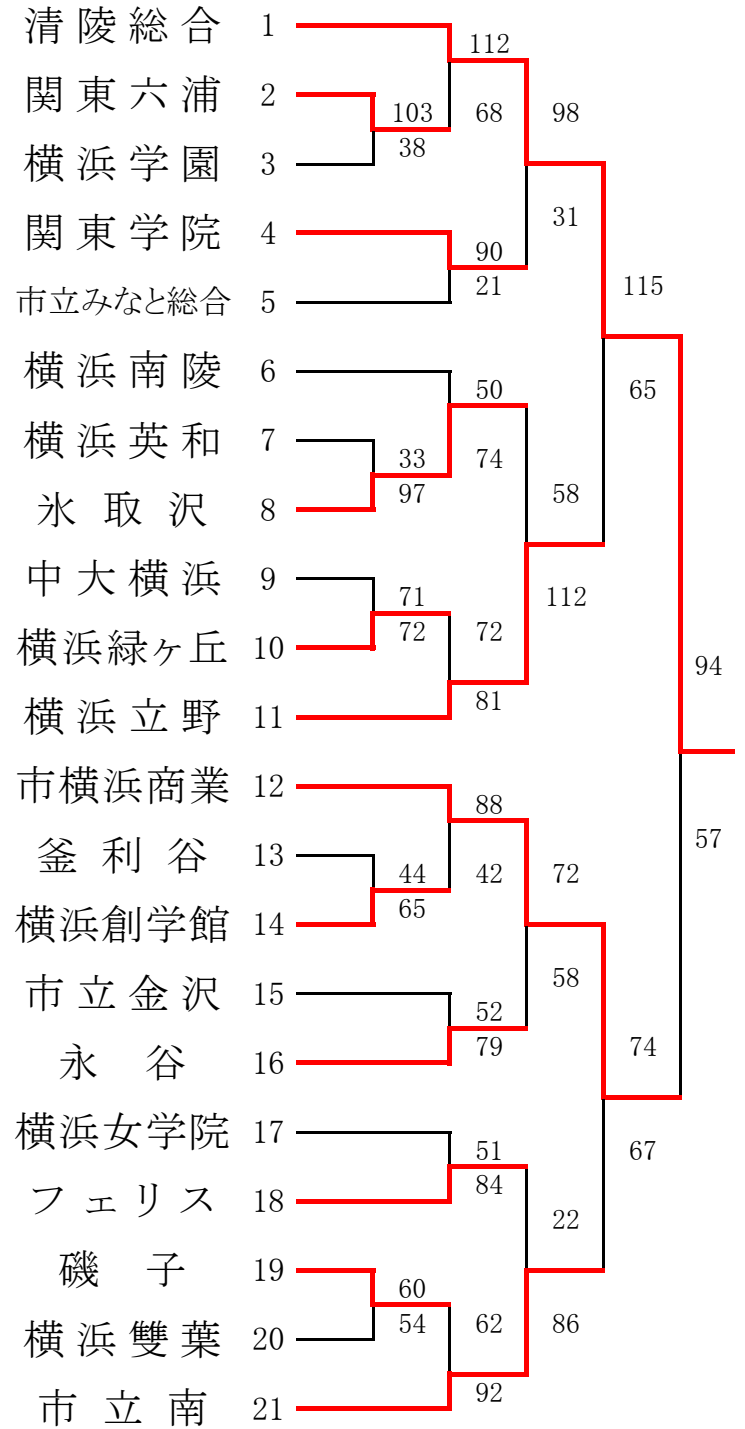 清陵総合 1
112
関東六浦 2
103 68 98
38
横浜学園 3
31
関東学院 4
90
21 115
市立みなと総合 5
横浜南陵 6
50 65
横浜英和 7
33 74
97 58
氷取沢 8
中大横浜 9
71 112
72 72
横浜緑ヶ丘 10
94
81
横浜立野 11
市横浜商業 12
88
57
釜利谷 13
44 42 72
65
横浜創学館 14
58
市立金沢 15
52
79 74
永谷 16
横浜女学院 17
51 67
84
フェリス 18
22
磯子 19
60
54 62 86
横浜雙葉 20
92
市立南 21